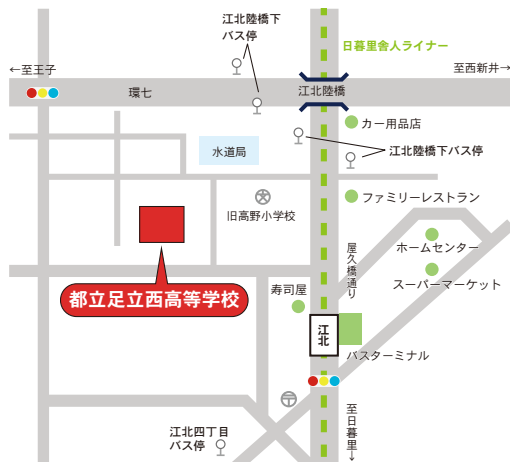 江北陸橋下
バス停
日暮里舎人ライナー
←至王子
至西新井→
環七
江北陸橋
カー用品店
水道局
江北陸橋下バス停
ファミリーレストラン
旧高野小学校
屋久橋通り
ホームセンター
スーパーマーケット
都立足立西高等学校
寿司屋
江北
バスターミナル
江北四丁目
バス停
至日暮里→